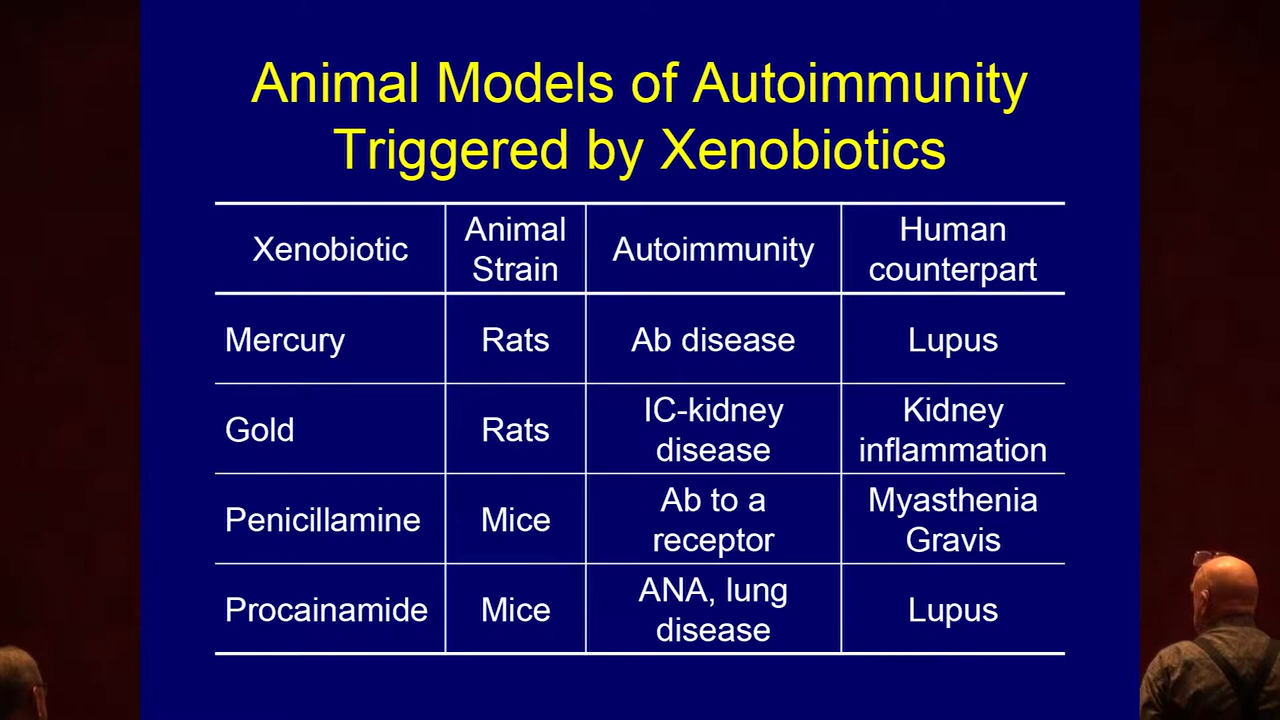 Animal Models of Autoimmunity
Triggered by Xenobiotics
Xenobiotic
Animal
Strain
Autoimmunity
Human
counterpart
Mercury
Rats
Ab disease
Lupus
Gold
Rats
IC-kidney
disease
Kidney
inflammation
Penicillamine
Mice
Ab to a
receptor
Myasthenia
Gravis
Procainamide
Mice
ANA, lung
disease
Lupus